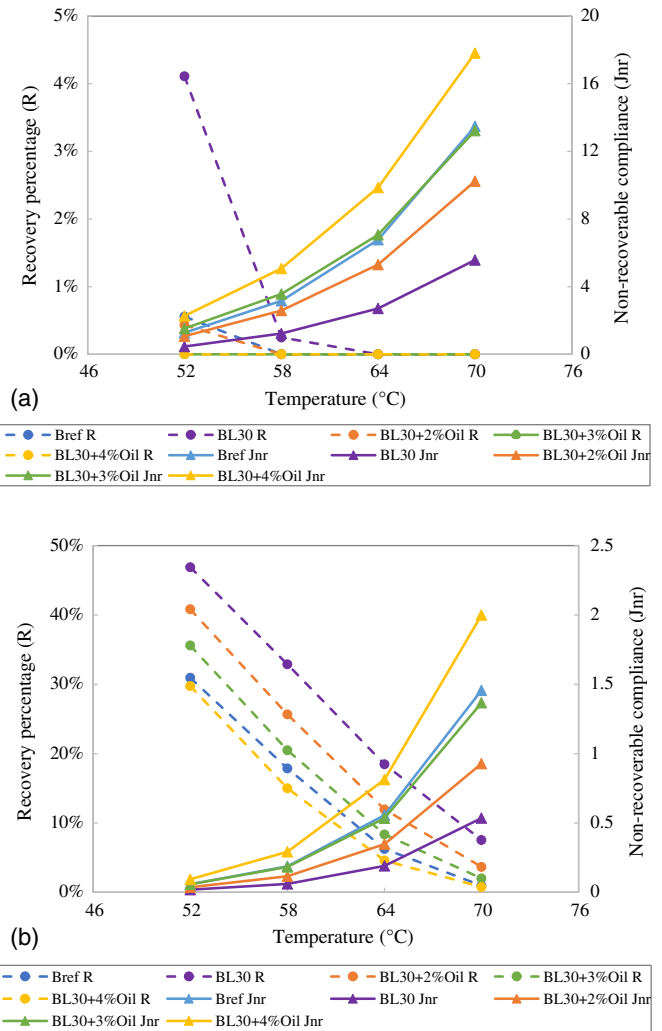 5% 20
4% 16
3% 12
2% 8
1% 4
0% 0
46 52 58 64 70 76
Recovery percentage (R)
Non-recoverable compliance (Jnr)
Temperature (°C)
(a)
Bref R BL30 R BL30+2%Oil R BL30+3%Oil R
BL30+4%Oil R Bref Jnr BL30 Jnr BL30+2%Oil Jnr
BL30+3%Oil Jnr BL30+4%Oil Jnr
50% 2.5
40% 2
30% 1.5
20% 1
10% 0.5
0% 0
46 52 58 64 70 76
Recovery percentage (R)
Non-recoverable compliance (Jnr)
Temperature (°C)
(b)
Bref R BL30 R BL30+2%Oil R BL30+3%Oil R
BL30+4%Oil R Bref Jnr BL30 Jnr BL30+2%Oil Jnr
BL30+3%Oil Jnr BL30+4%Oil Jnr